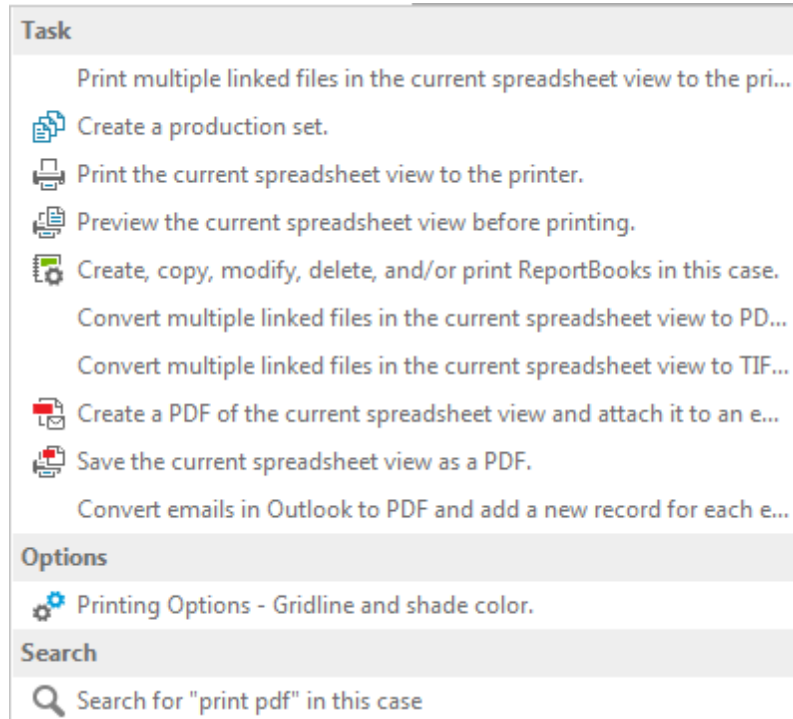 Task
Print multiple linked files in the current spreadsheet view to the pri...
Create a production set.
Print the current spreadsheet view to the printer.
Preview the current spreadsheet view before printing.
Create, copy, modify, delete, and/or print ReportBooks in this case.
Convert multiple linked files in the current spreadsheet view to PD...
Convert multiple linked files in the current spreadsheet view to TIF...
Create a PDF of the current spreadsheet view and attach it to an e...
Save the current spreadsheet view as a PDF.
Convert emails in Outlook to PDF and add a new record for each e...
Options
Printing Options - Gridline and shade color.
Search
Search for "print pdf" in this case